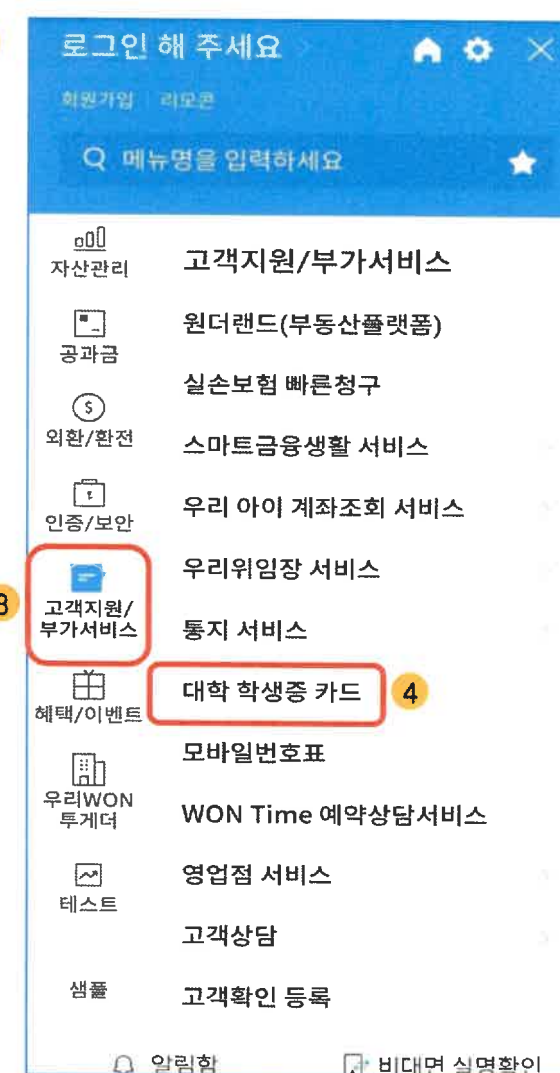 로그인 해 주세요
회원가입 리모콘
메뉴명을 입력하세요
자산관리
고객지원/부가서비스
공과금
원더랜드(부동산플랫폼)
실손보험 빠른청구
외환/환전
스마트금융생활 서비스
인증/보안
우리 아이 계좌조회 서비스
우리위임장 서비스
3
고객지원/
부가서비스
통지 서비스
혜택/이벤트
대학 학생증 카드
4
모바일번호표
우리WON
투게더
WON Time 예약상담서비스
테스트
영업점 서비스
고객상담
샘플
고객확인 등록
알림함
비대면 실명확인